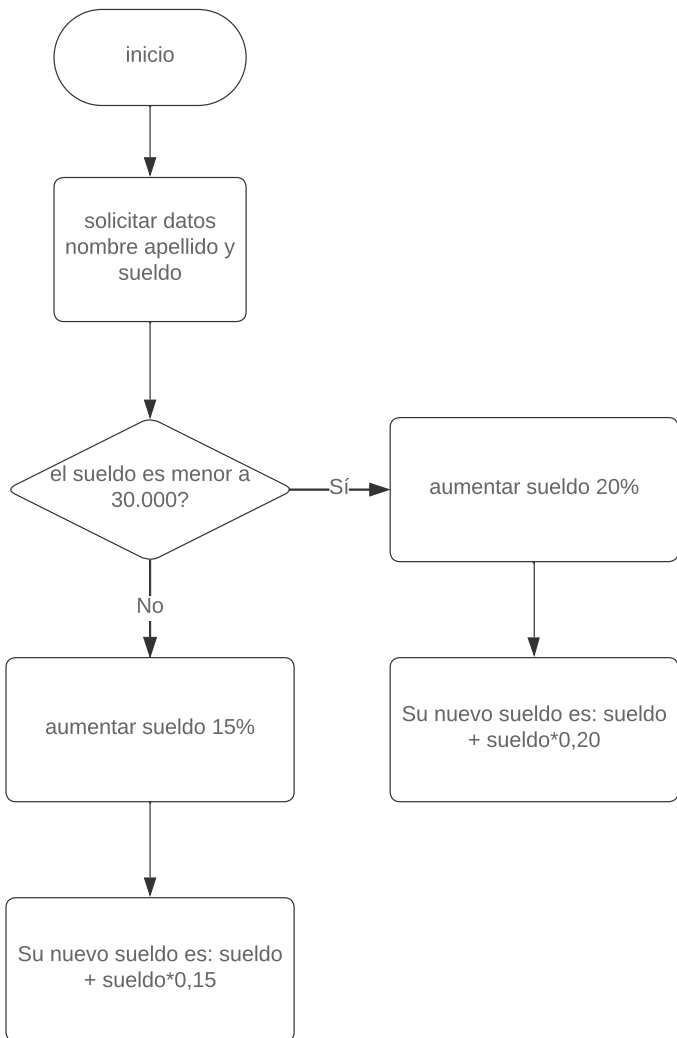 inicio
solicitar datos
nombre apellido y
sueldo
el sueldo es menor a
30.000?
Sí
aumentar sueldo 20%
No
Su nuevo sueldo es: sueldo
+ sueldo*0,20
aumentar sueldo 15%
Su nuevo sueldo es: sueldo
+ sueldo*0,15